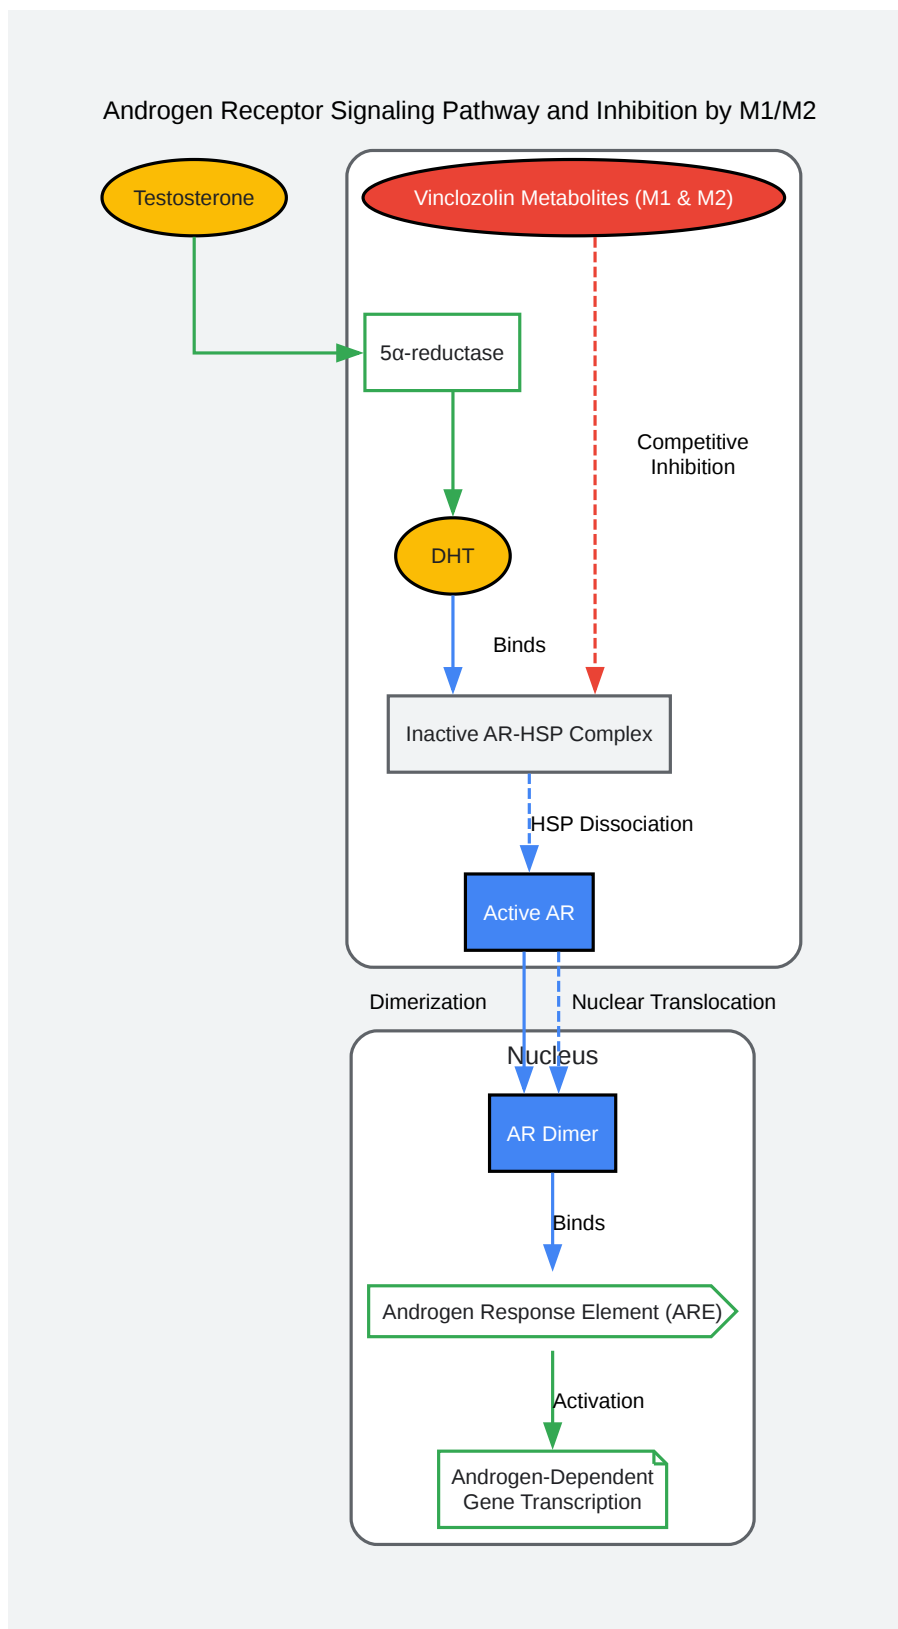 Androgen Receptor Signaling Pathway and Inhibition by M1/M2
Testosterone
Vinclozolin Metabolites (M1 & M2)
5α-reductase
Competitive
Inhibition
DHT
Binds
Inactive AR-HSP Complex
HSP Dissociation
Active AR
Dimerization
Nuclear Translocation
Nucleus
AR Dimer
Binds
Androgen Response Element (ARE)
Activation
Androgen-Dependent
Gene Transcription